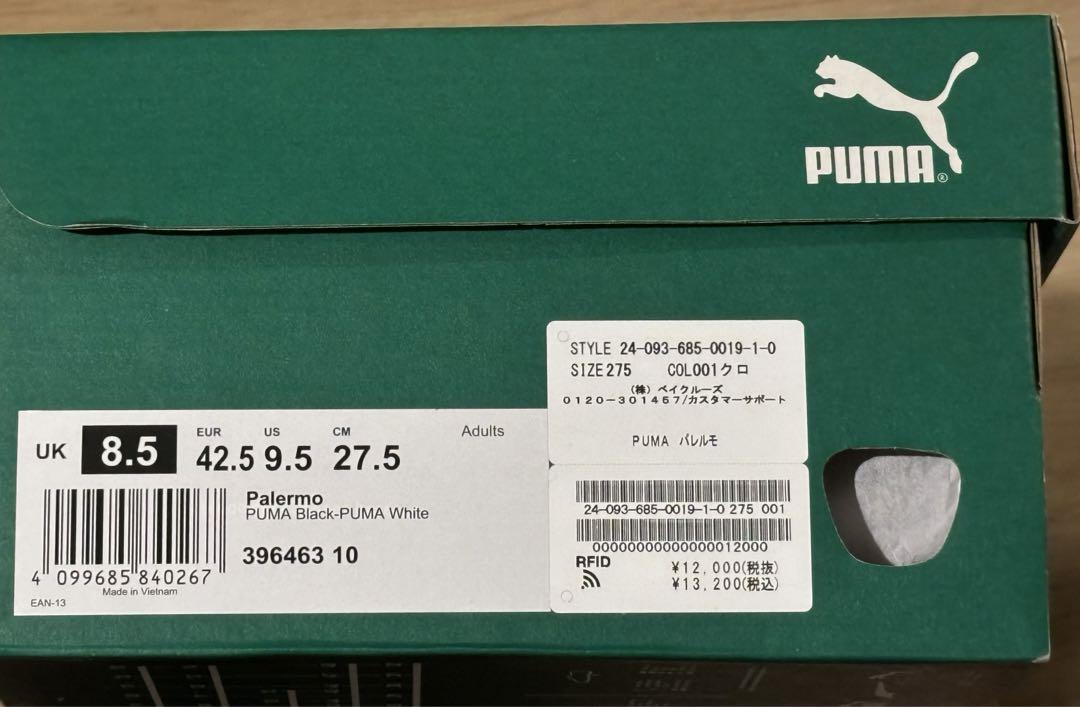 PUMA®
STYLE 24-093-685-0019-1-0
SIZE275 COL001クロ
(株) ベイクルーズ
0120-301457/カスタマーサポート
PUMA パレルモ
UK 8.5 EUR 42.5 US 9.5 CM 27.5 Adults
Palermo
PUMA Black-PUMA White
396463 10
4 099685 840267
Made in Vietnam
EAN-13
24-093-685-0019-1-0 275 001
00000000000000012000
RFID
¥12,000(税抜)
¥13,200(税込)